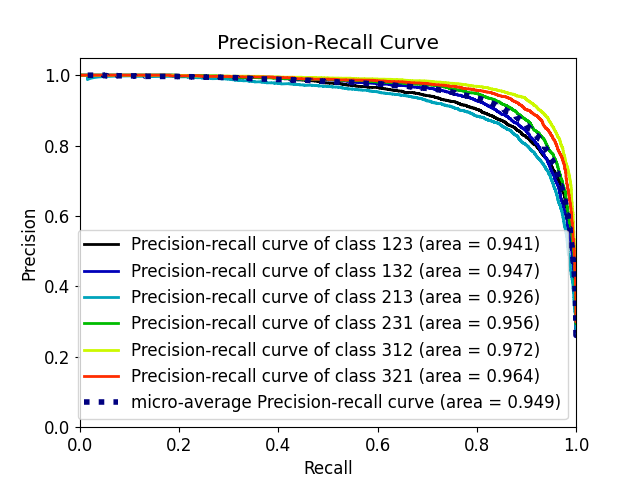 Precision-Recall Curve
1.0
0.8
0.6
0.4
0.2
0.0
Precision
Precision-recall curve of class 123 (area = 0.941)
Precision-recall curve of class 132 (area = 0.947)
Precision-recall curve of class 213 (area = 0.926)
Precision-recall curve of class 231 (area = 0.956)
Precision-recall curve of class 312 (area = 0.972)
Precision-recall curve of class 321 (area = 0.964)
micro-average Precision-recall curve (area = 0.949)
0.0 0.2 0.4 0.6 0.8 1.0
Recall